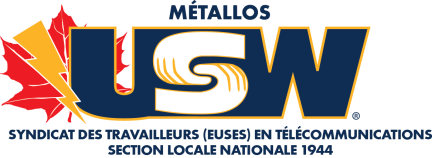 MÉTALLOS
USW®
SYNDICAT DES TRAVAILLEURS (EUSES) EN TÉLÉCOMMUNICATIONS
SECTION LOCALE NATIONALE 1944